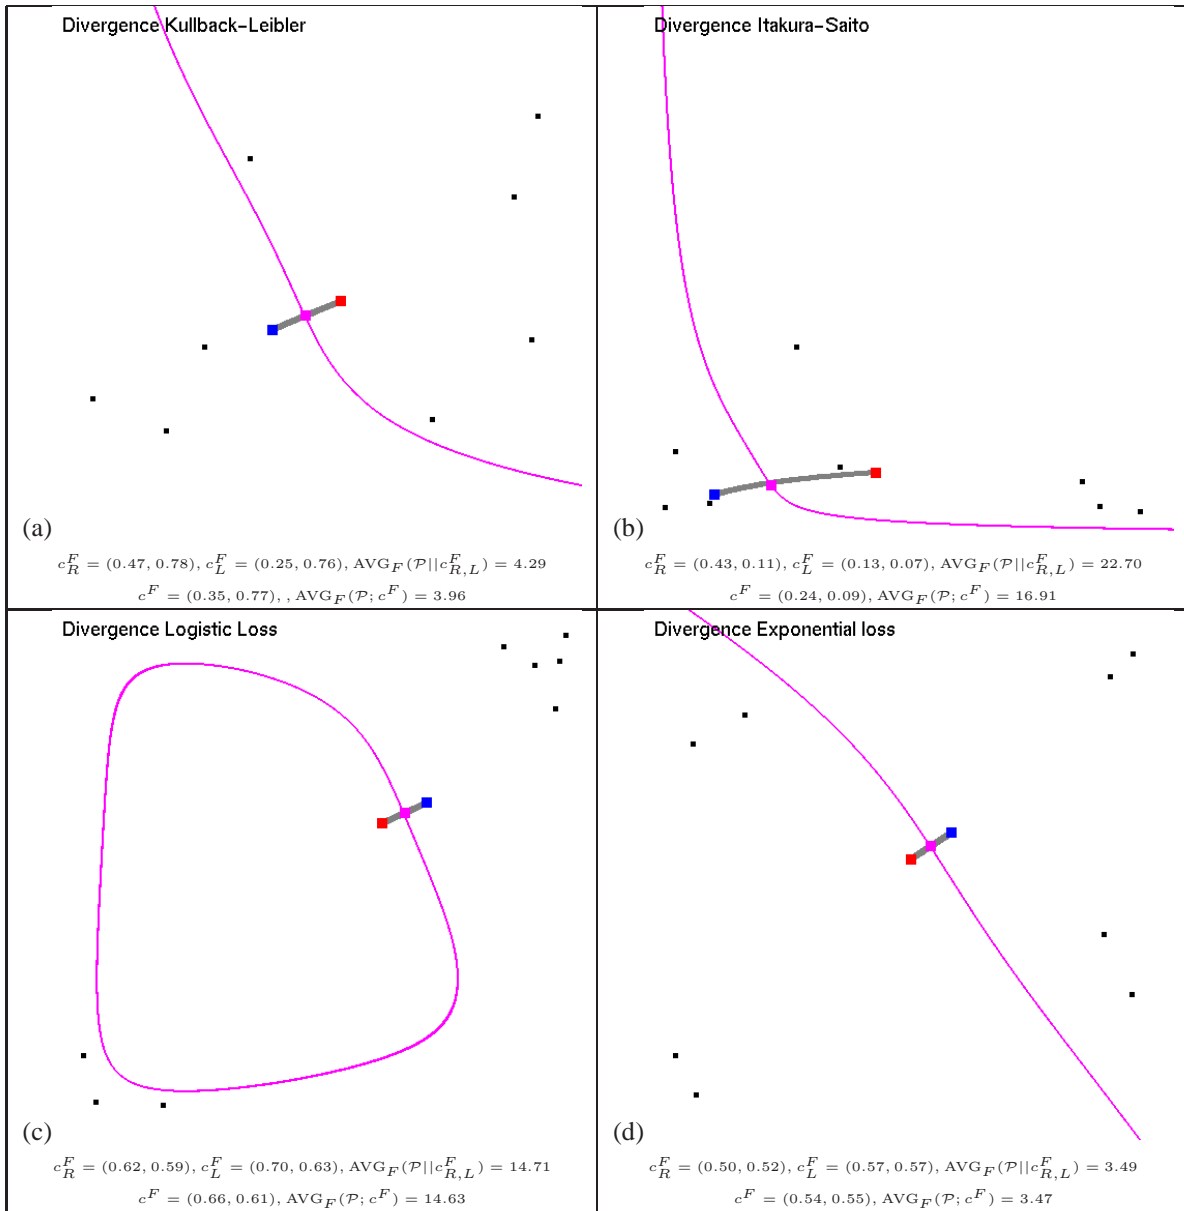 Divergence Kullback-Leibler
(a)
c_R^F = (0.47, 0.78), c_L^F = (0.25, 0.76), AVG_F(P||c_{R,L}^F) = 4.29
c^F = (0.35, 0.77), , AVG_F(P; c^F) = 3.96
Divergence Itakura-Saito
(b)
c_R^F = (0.43, 0.11), c_L^F = (0.13, 0.07), AVG_F(P||c_{R,L}^F) = 22.70
c^F = (0.24, 0.09), AVG_F(P; c^F) = 16.91
Divergence Logistic Loss
(c)
c_R^F = (0.62, 0.59), c_L^F = (0.70, 0.63), AVG_F(P||c_{R,L}^F) = 14.71
c^F = (0.66, 0.61), AVG_F(P; c^F) = 14.63
Divergence Exponential loss
(d)
c_R^F = (0.50, 0.52), c_L^F = (0.57, 0.57), AVG_F(P||c_{R,L}^F) = 3.49
c^F = (0.54, 0.55), AVG_F(P; c^F) = 3.47